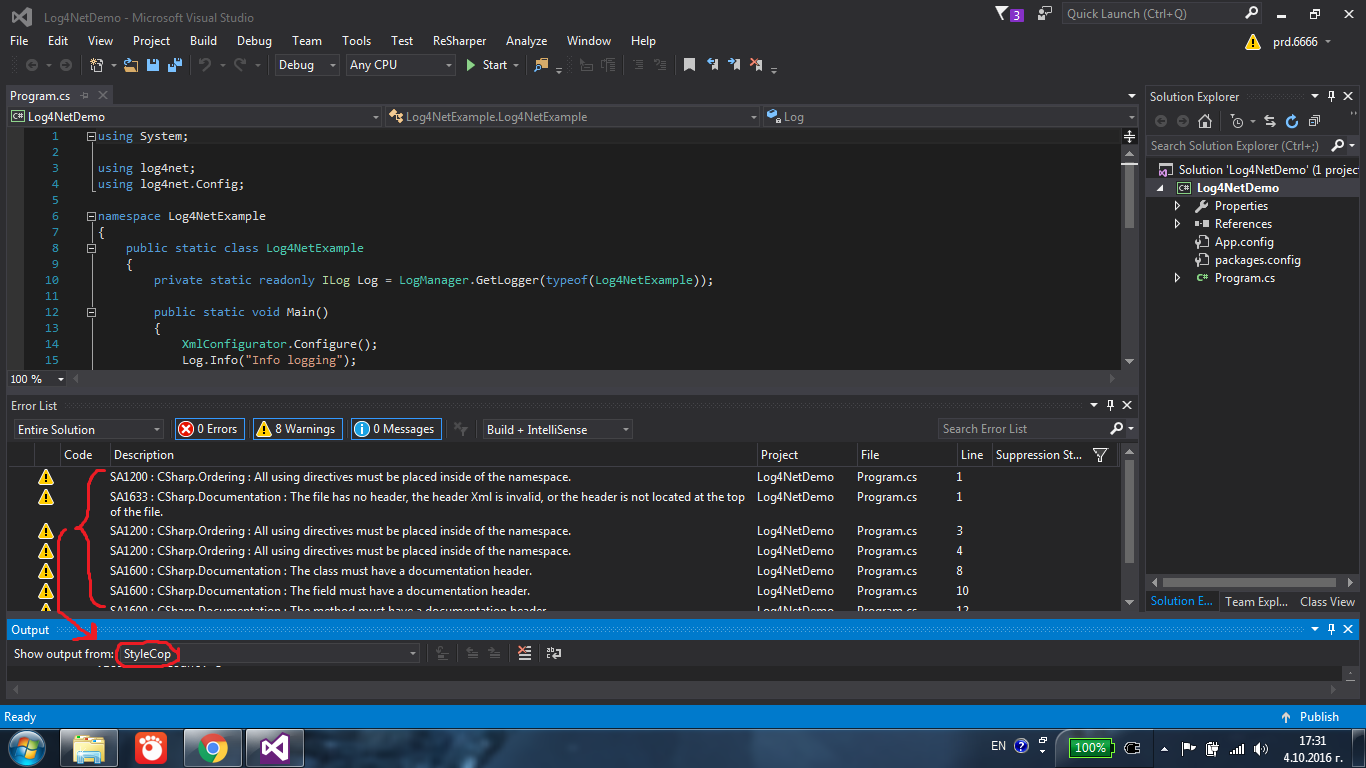 Log4NetDemo - Microsoft Visual Studio
3
Quick Launch (Ctrl+Q)
File Edit View Project Build Debug Team Tools Test ReSharper Analyze Window Help
prd.6666
Debug Any CPU Start
Program.cs
C# Log4NetDemo
Log4NetExample.Log4NetExample
Log
1 using System;
2
3 using log4net;
4 using log4net.Config;
5
6 namespace Log4NetExample
7 {
8 public static class Log4NetExample
9 {
10 private static readonly ILog Log = LogManager.GetLogger(typeof(Log4NetExample));
11
12 public static void Main()
13 {
14 XmlConfigurator.Configure();
15 Log.Info("Info logging");
100 %
Solution Explorer
Search Solution Explorer (Ctrl+;)
Solution 'Log4NetDemo' (1 project
C# Log4NetDemo
Properties
References
App.config
packages.config
C# Program.cs
Solution E... Team Expl... Class View
Error List
Entire Solution 0 Errors 8 Warnings 0 Messages Build + IntelliSense Search Error List
Code Description Project File Line Suppression St...
SA1200 : CSharp.Ordering : All using directives must be placed inside of the namespace. Log4NetDemo Program.cs 1
SA1633 : CSharp.Documentation : The file has no header, the header Xml is invalid, or the header is not located at the top Log4NetDemo Program.cs 1
of the file.
SA1200 : CSharp.Ordering : All using directives must be placed inside of the namespace. Log4NetDemo Program.cs 3
SA1200 : CSharp.Ordering : All using directives must be placed inside of the namespace. Log4NetDemo Program.cs 4
SA1600 : CSharp.Documentation : The class must have a documentation header. Log4NetDemo Program.cs 8
SA1600 : CSharp.Documentation : The field must have a documentation header. Log4NetDemo Program.cs 10
SA1600 : CSharp.Documentation : The method must have a documentation header. Log4NetDemo Program.cs 12
Output
Show output from: StyleCop
Ready
Publish
EN 100% 17:31
4.10.2016 г.